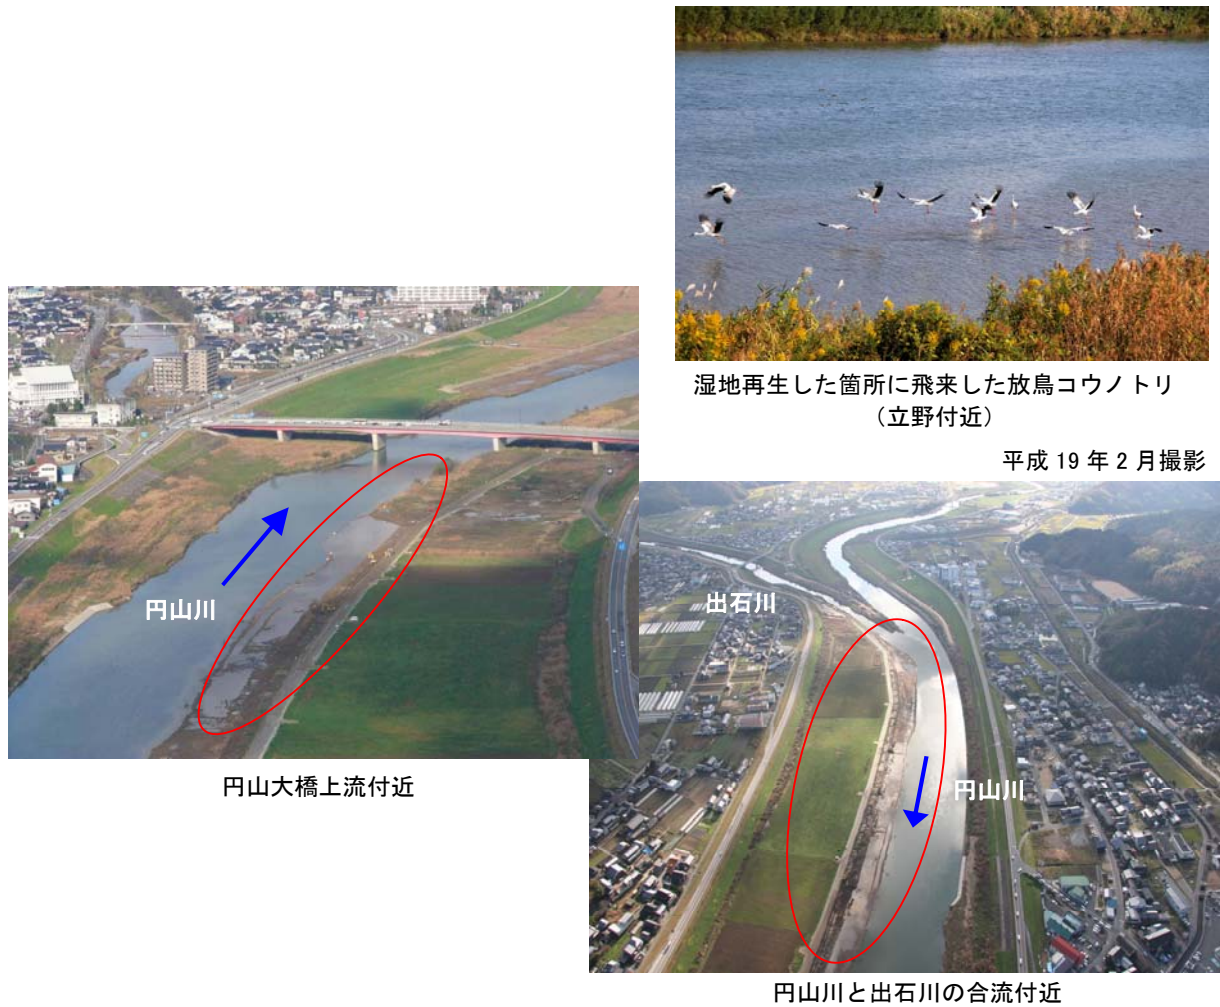 湿地再生した箇所に飛来した放鳥コウノトリ
（立野付近）
平成 19 年 2 月撮影
円山川
円山大橋上流付近
出石川
円山川
円山川と出石川の合流付近